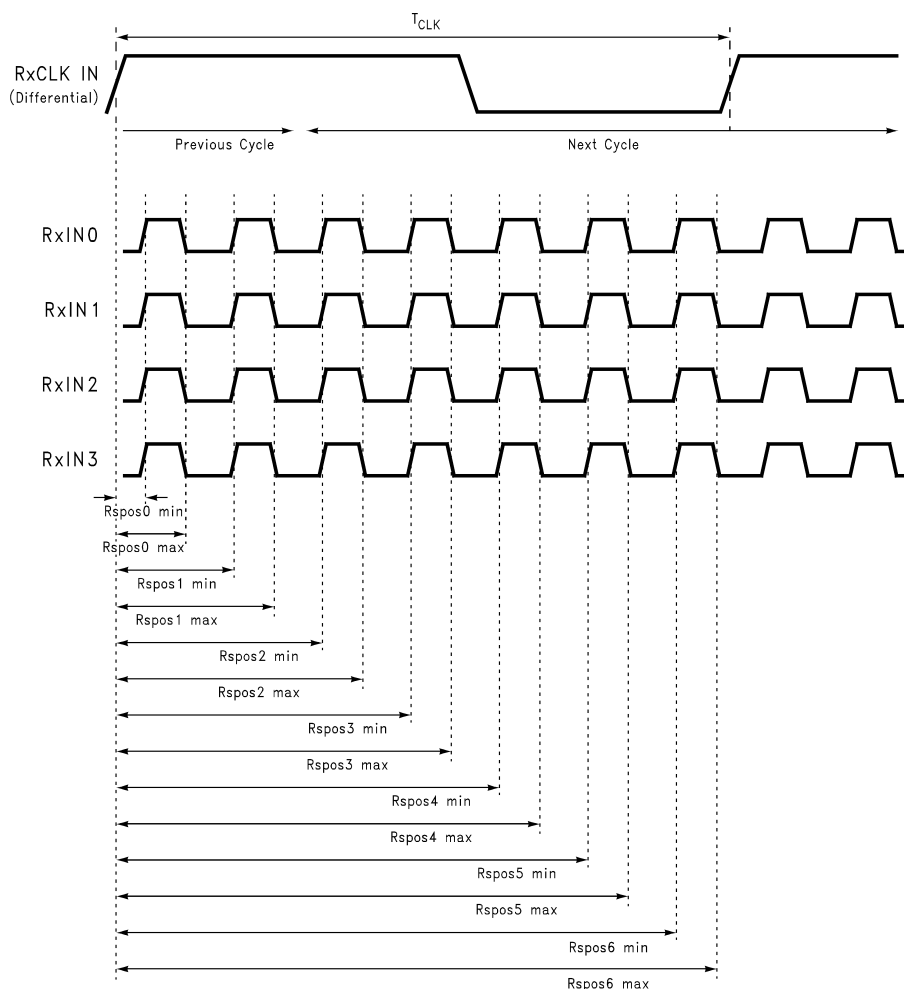 TCLK
RxCLK IN
(Differential)
Previous Cycle
Next Cycle
RxIN0
RxIN1
RxIN2
RxIN3
Rspos0 min
Rspos0 max
Rspos1 min
Rspos1 max
Rspos2 min
Rspos2 max
Rspos3 min
Rspos3 max
Rspos4 min
Rspos4 max
Rspos5 min
Rspos5 max
Rspos6 min
Rspos6 max